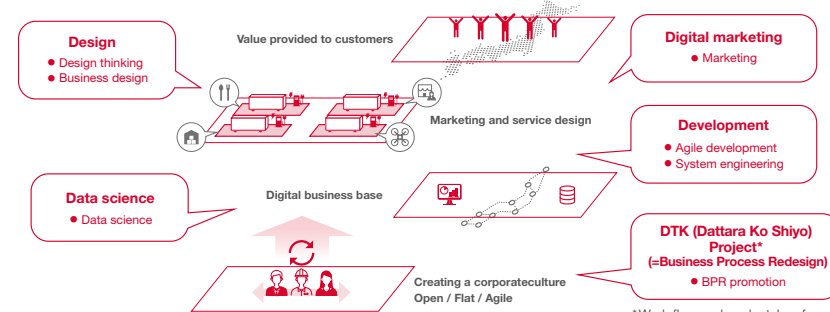 Design
● Design thinking
● Business design
Value provided to customers
Digital marketing
● Marketing
Marketing and service design
Development
● Agile development
● System engineering
Data science
● Data science
Digital business base
DTK (Dattara Ko Shiyo)
Project*
(=Business Process Redesign)
● BPR promotion
Creating a corporateculture
Open / Flat / Agile